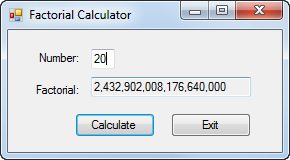 Factorial Calculator
Number: 20
Factorial: 2,432,902,008,176,640,000
Calculate Exit